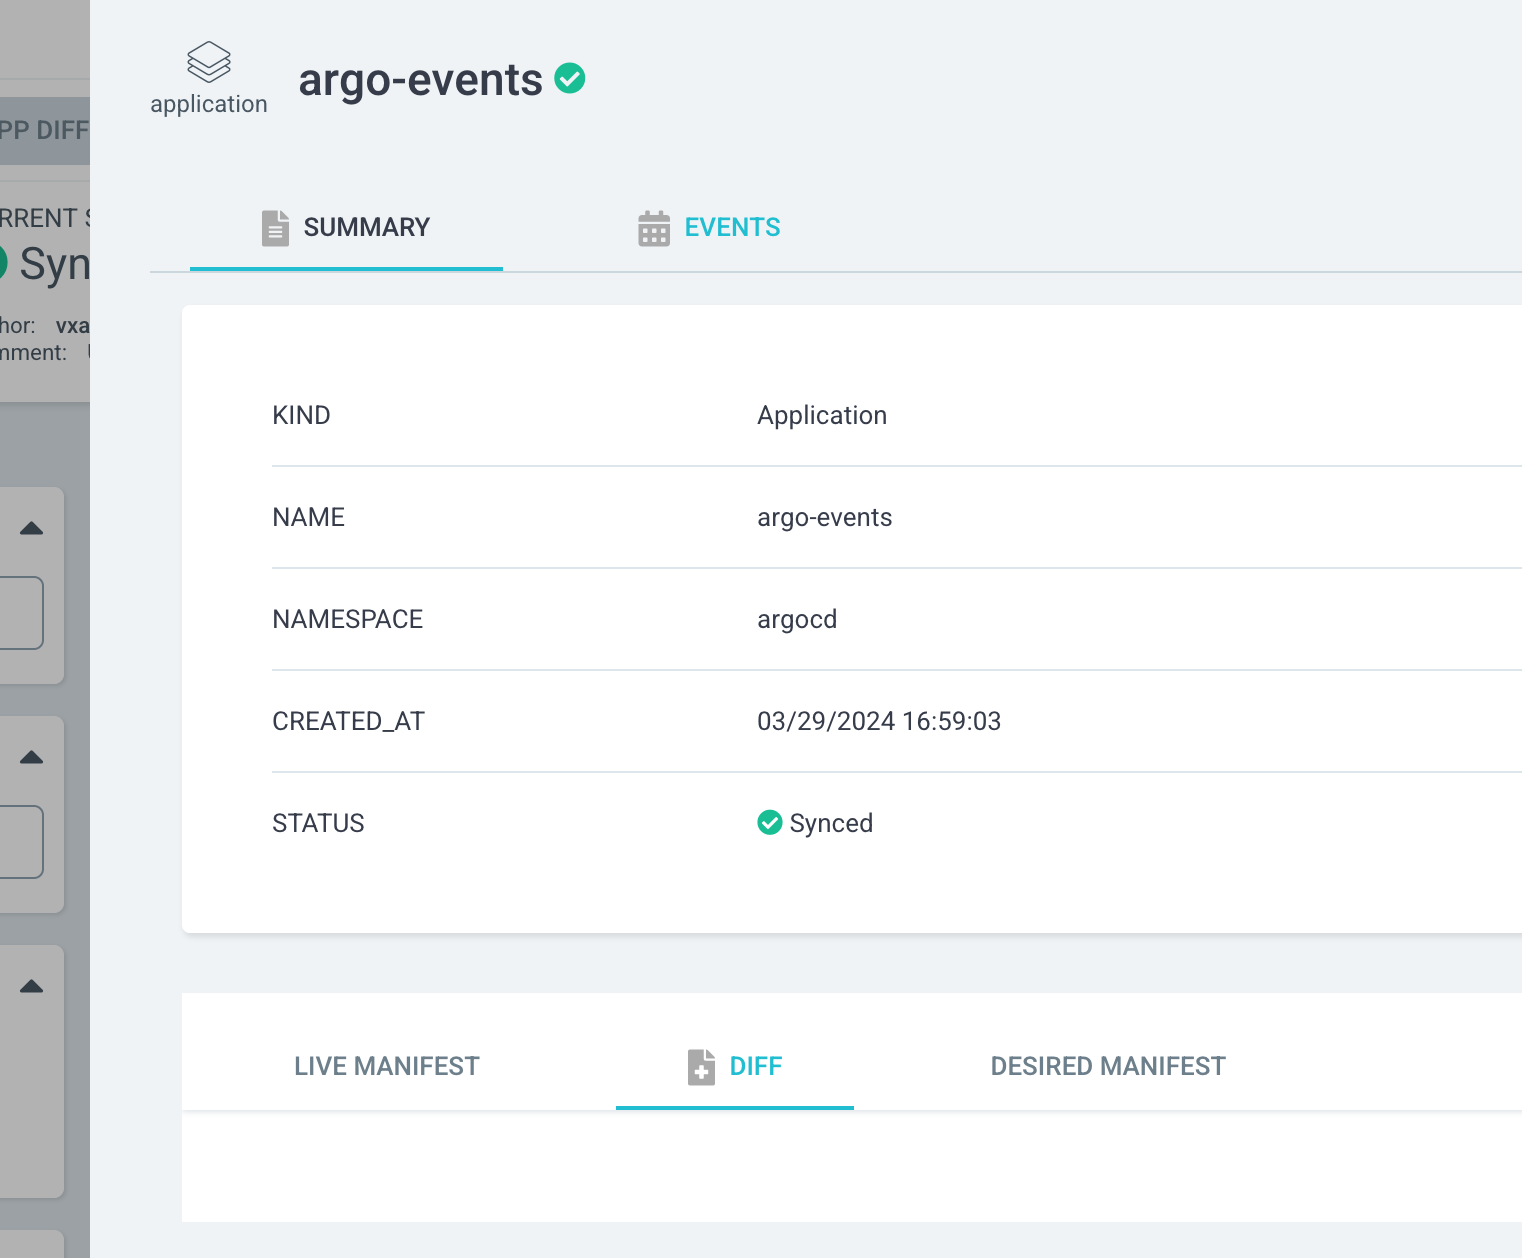 application
argo-events
SUMMARY
EVENTS
KIND Application
NAME argo-events
NAMESPACE argocd
CREATED_AT 03/29/2024 16:59:03
STATUS Synced
LIVE MANIFEST
DIFF
DESIRED MANIFEST
PP DIFF
RRENT
Syn
hor: vxa
mment: